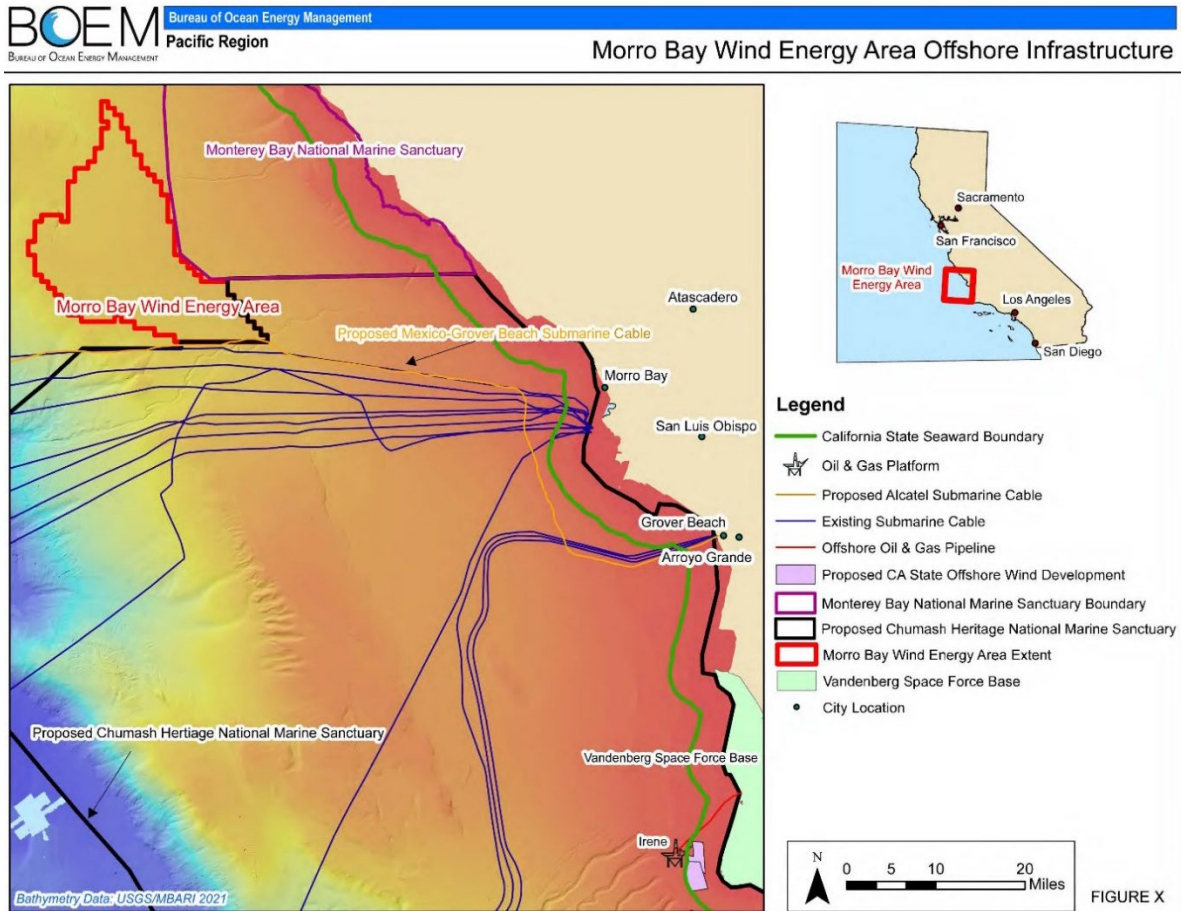 BOEM
BUREAU OF OCEAN ENERGY MANAGEMENT
Bureau of Ocean Energy Management
Pacific Region
Morro Bay Wind Energy Area Offshore Infrastructure
Monterey Bay National Marine Sanctuary
Morro Bay Wind Energy Area
Proposed Mexico-Grover Beach Submarine Cable
Atascadero
Morro Bay
San Luis Obispo
Grover Beach
Arroyo Grande
Proposed Chumash Hertiage National Marine Sanctuary
Vandenberg Space Force Base
Irene
Bathymetry Data: USGS/MBARI 2021
Sacramento
San Francisco
Morro Bay Wind
Energy Area
Los Angeles
San Diego
Legend
California State Seaward Boundary
Oil & Gas Platform
Proposed Alcatel Submarine Cable
Existing Submarine Cable
Offshore Oil & Gas Pipeline
Proposed CA State Offshore Wind Development
Monterey Bay National Marine Sanctuary Boundary
Proposed Chumash Heritage National Marine Sanctuary
Morro Bay Wind Energy Area Extent
Vandenberg Space Force Base
City Location
N
0 5 10 20
Miles
FIGURE X